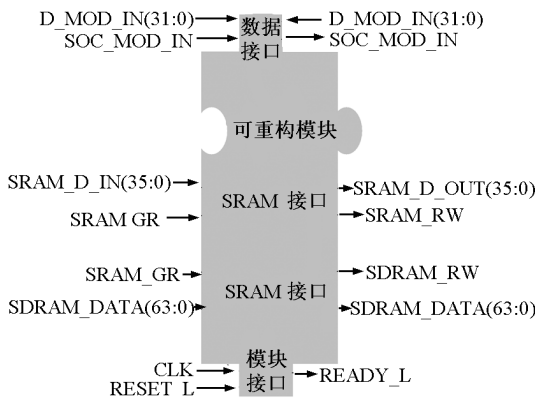 D_MOD_IN(31:0) 数据 D_MOD_IN(31:0)
SOC_MOD_IN 接口 SOC_MOD_IN
可重构模块
SRAM_D_IN(35:0) SRAM 接口 SRAM_D_OUT(35:0)
SRAM GR SRAM_RW
SRAM_GR SDRAM_RW
SDRAM_DATA(63:0) SRAM 接口 SDRAM_DATA(63:0)
CLK 模块 READY_L
RESET L 接口